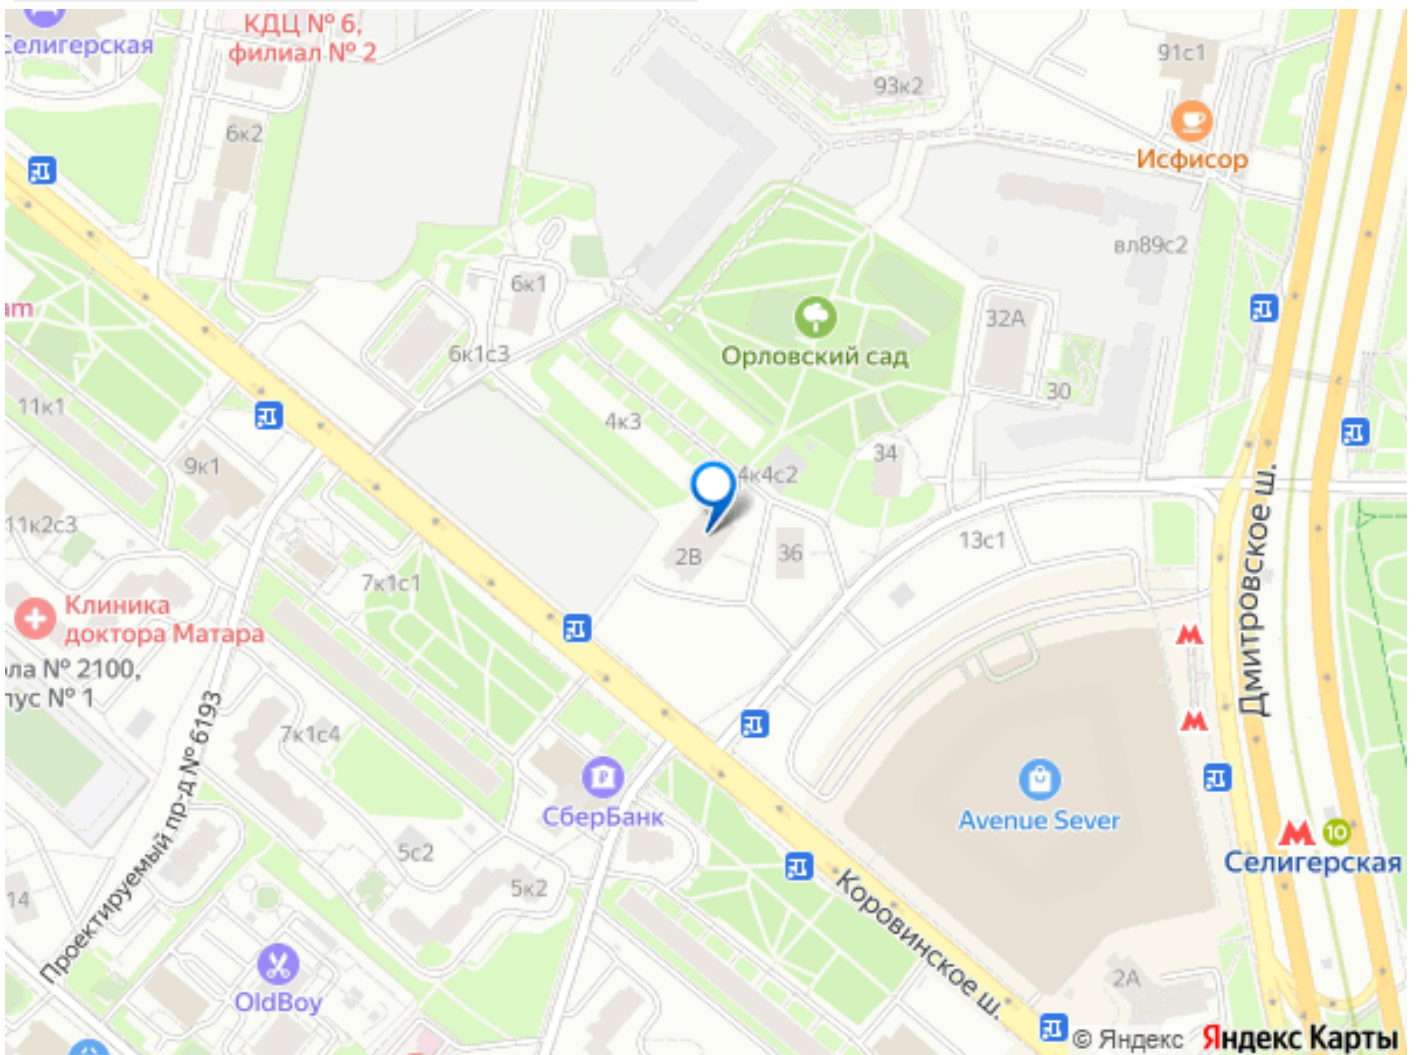 КДЦ № 6,
филиал № 2
Селигерская
91с1
93к2
6к2
Исфисор
вл89с2
6к1
am
32А
6к1с3
Орловский сад
30
11к1
4к3
34
9к1
4к4с2
Дмитровское ш.
11к2с3
13с1
2В
36
7к1с1
Клиника
доктора Матара
ла № 2100,
пус № 1
Проектируемый пр-д № 6193
7к1с4
СберБанк
Avenue Sever
10
Селигерская
5с2
5к2
14
Коровинское ш.
OldBoy
2А
© Яндекс Яндекс Карты